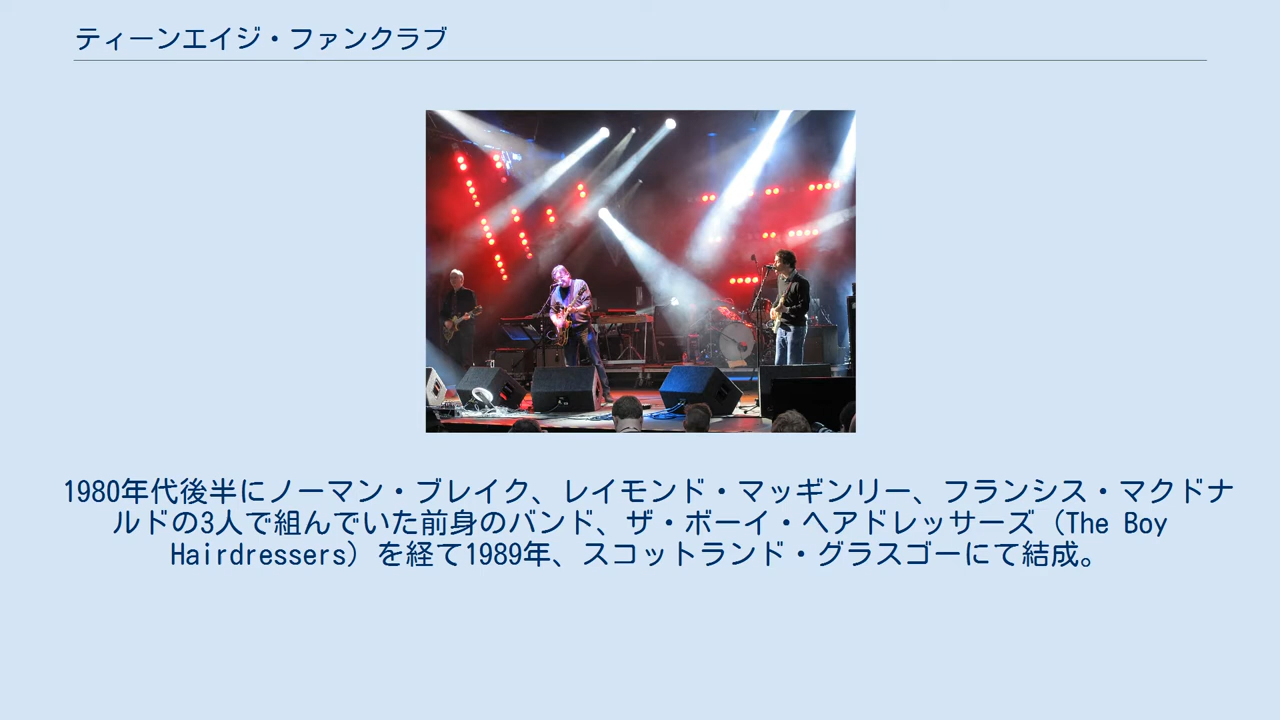 ティーンエイジ・ファンクラブ
1980年代後半にノーマン・ブレイク、レイモンド・マッギンリー、フランシス・マクドナ
ルドの3人で組んでいた前身のバンド、ザ・ボーイ・ヘアドレッサーズ（The Boy
Hairdressers）を経て1989年、スコットランド・グラスゴーにて結成。